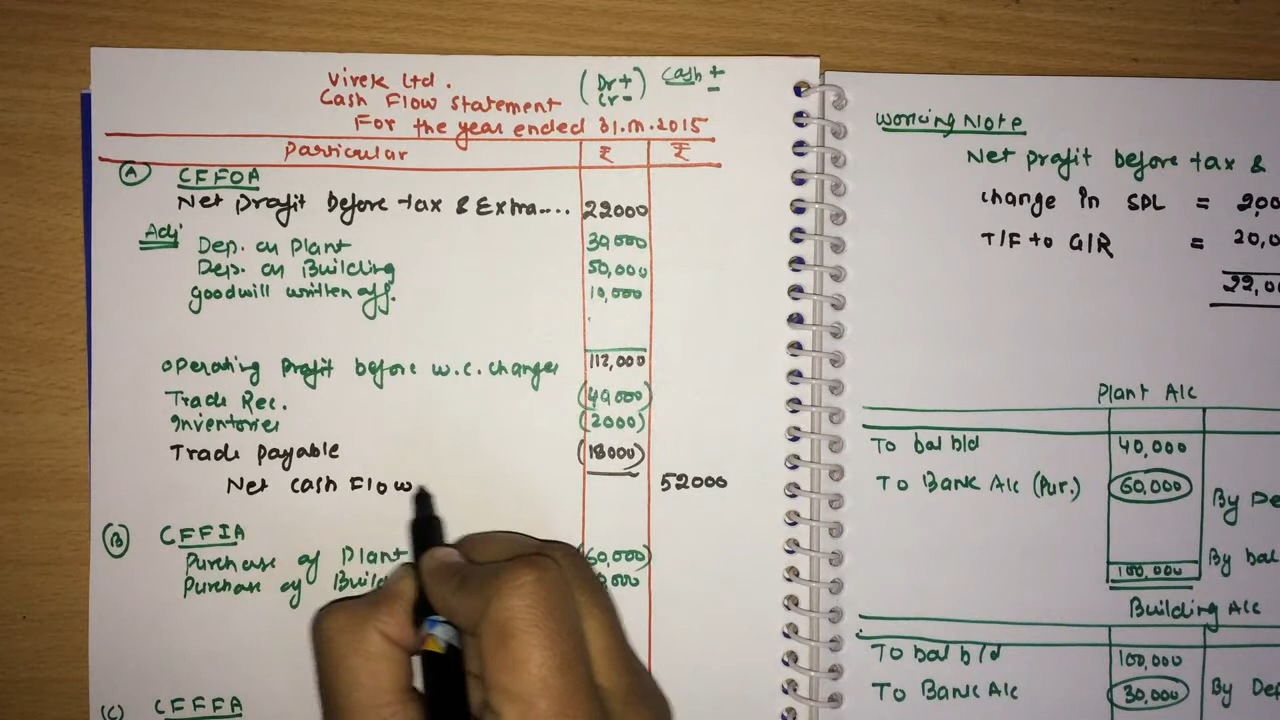 Vivek Ltd.
(Dr + Cr -) Cash + -
Cash Flow Statement
For the year ended 31.m.2015
Particular ₹ ₹
(A) CFFOA
Net profit before tax & Extra.... 22000
Adj Dep. on Plant 30,000
Dep. on Building 50,000
goodwill written off. 10,000
operating profit before w.c. changes 112,000
Trade Rec. (40,000)
Inventories (2000)
Trade payable (18000)
Net cash Flow 52000
(B) CFFIA
Purchase of Plant (60,000)
Purchase of
(C) CFFFA
Working Note
Net profit before tax &
change in SPL =
T/F to G/R =
Plant A/c
To bal b/d 40,000
To Bank A/c (Pur.) 60,000
By
By bal
100,000
Building A/c
To bal b/d 100,000
To Bank A/c 30,000 By